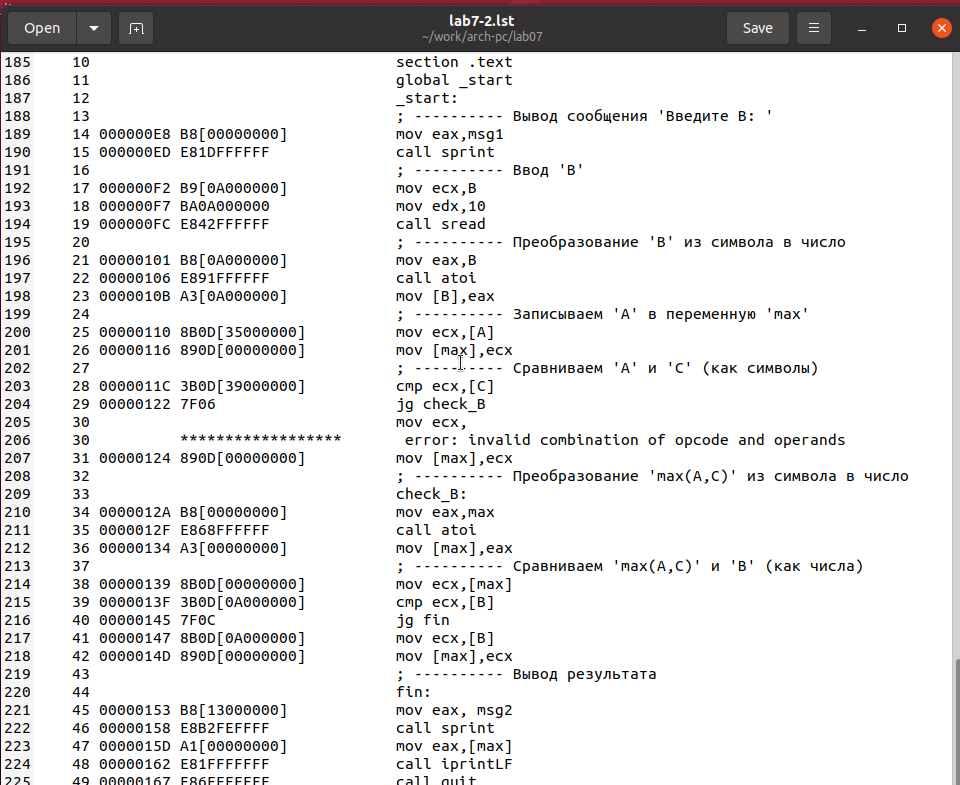 Open
lab7-2.lst
~/work/arch-pc/lab07
Save
185 10 section .text
186 11 global _start
187 12 _start:
188 13 ; ---------- Вывод сообщения 'Введите B: '
189 14 000000E8 B8[00000000] mov eax,msg1
190 15 000000ED E81DFFFFFF call sprint
191 16 ; ---------- Ввод 'B'
192 17 000000F2 B9[0A000000] mov ecx,B
193 18 000000F7 BA0A000000 mov edx,10
194 19 000000FC E842FFFFFF call sread
195 20 ; ---------- Преобразование 'B' из символа в число
196 21 00000101 B8[0A000000] mov eax,B
197 22 00000106 E891FFFFFF call atoi
198 23 0000010B A3[0A000000] mov [B],eax
199 24 ; ---------- Записываем 'A' в переменную 'max'
200 25 00000110 8B0D[35000000] mov ecx,[A]
201 26 00000116 890D[00000000] mov [max],ecx
202 27 ; ---------- Сравниваем 'A' и 'C' (как символы)
203 28 0000011C 3B0D[39000000] cmp ecx,[C]
204 29 00000122 7F06 jg check_B
205 30 mov ecx,
206 30 ****************** error: invalid combination of opcode and operands
207 31 00000124 890D[00000000] mov [max],ecx
208 32 ; ---------- Преобразование 'max(A,C)' из символа в число
209 33 check_B:
210 34 0000012A B8[00000000] mov eax,max
211 35 0000012F E868FFFFFF call atoi
212 36 00000134 A3[00000000] mov [max],eax
213 37 ; ---------- Сравниваем 'max(A,C)' и 'B' (как числа)
214 38 00000139 8B0D[00000000] mov ecx,[max]
215 39 0000013F 3B0D[0A000000] cmp ecx,[B]
216 40 00000145 7F0C jg fin
217 41 00000147 8B0D[0A000000] mov ecx,[B]
218 42 0000014D 890D[00000000] mov [max],ecx
219 43 ; ---------- Вывод результата
220 44 fin:
221 45 00000153 B8[13000000] mov eax, msg2
222 46 00000158 E8B2FEFFFF call sprint
223 47 0000015D A1[00000000] mov eax,[max]
224 48 00000162 E81FFFFFFF call iprintLF
225 49 00000167 E86FFFFFFF call quit